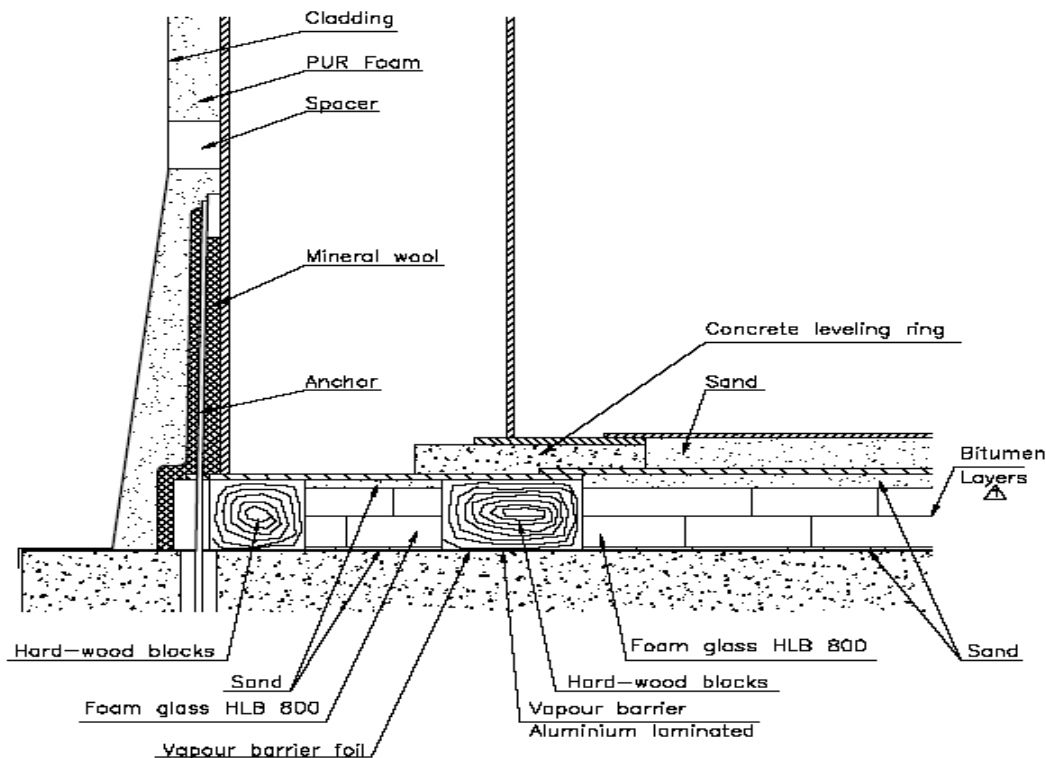 Cladding
PUR Foam
Spacer
Mineral wool
Concrete leveling ring
Anchor
Sand
Bitumen
Layers
1
Hard-wood blocks
Sand
Foam glass HLB 800
Vapour barrier foil
Hard-wood blocks
Vapour barrier
Aluminium laminated
Foam glass HLB 800
Sand